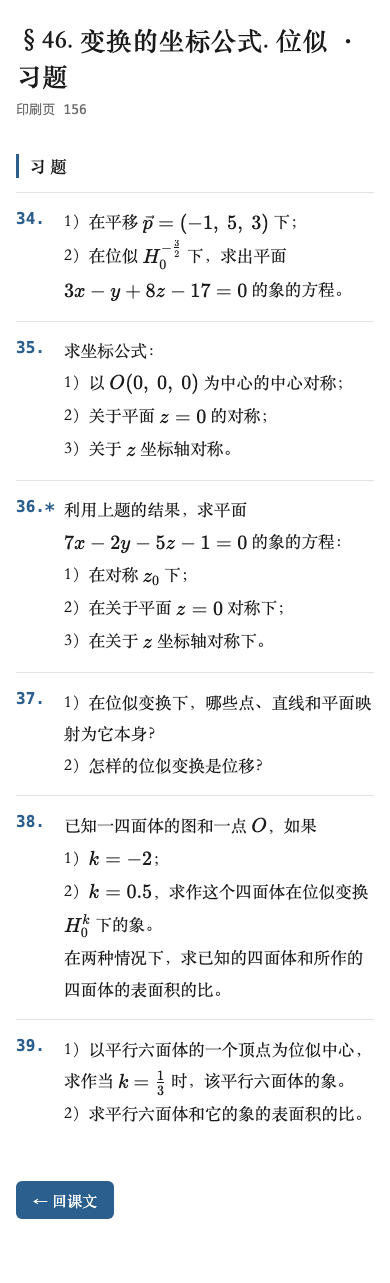 §46. 变换的坐标公式. 位似 ·
习题
印刷页 156
习 题
34. 1）在平移 $\vec{p} = (-1, 5, 3)$ 下；
2）在位似 $H_0^{-\frac{3}{2}}$ 下，求出平面
$3x - y + 8z - 17 = 0$ 的象的方程。
35. 求坐标公式：
1）以 $O(0, 0, 0)$ 为中心的中心对称；
2）关于平面 $z = 0$ 的对称；
3）关于 $z$ 坐标轴对称。
36.* 利用上题的结果，求平面
$7x - 2y - 5z - 1 = 0$ 的象的方程：
1）在对称 $z_0$ 下；
2）在关于平面 $z = 0$ 对称下；
3）在关于 $z$ 坐标轴对称下。
37. 1）在位似变换下，哪些点、直线和平面映
射为它本身？
2）怎样的位似变换是位移？
38. 已知一四面体的图和一点 $O$，如果
1）$k = -2$；
2）$k = 0.5$，求作这个四面体在位似变换
$H_0^k$ 下的象。
在两种情况下，求已知的四面体和所作的
四面体的表面积的比。
39. 1）以平行六面体的一个顶点为位似中心，
求作当 $k = \frac{1}{3}$ 时，该平行六面体的象。
2）求平行六面体和它的象的表面积的比。
← 回课文